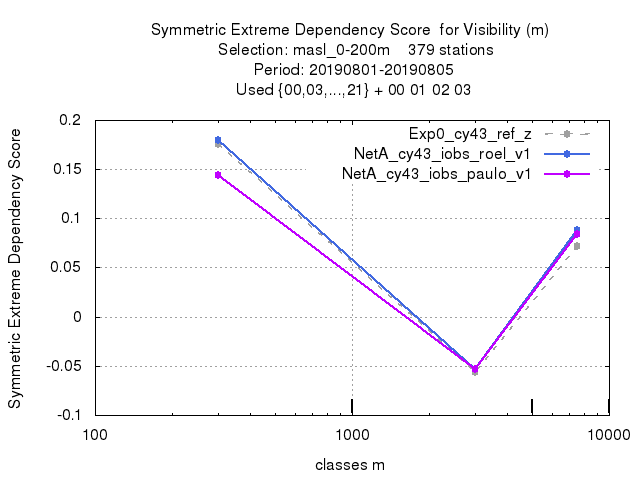 Symmetric Extreme Dependency Score  for Visibility (m)
Selection: masl_0-200m    379 stations
Period: 20190801-20190805
Used {00,03,...,21} + 00 01 02 03
Symmetric Extreme Dependency Score
0.2
0.15
0.1
0.05
0
-0.05
-0.1
Exp0_cy43_ref_z
NetA_cy43_iobs_roel_v1
NetA_cy43_iobs_paulo_v1
100
1000
10000
classes m